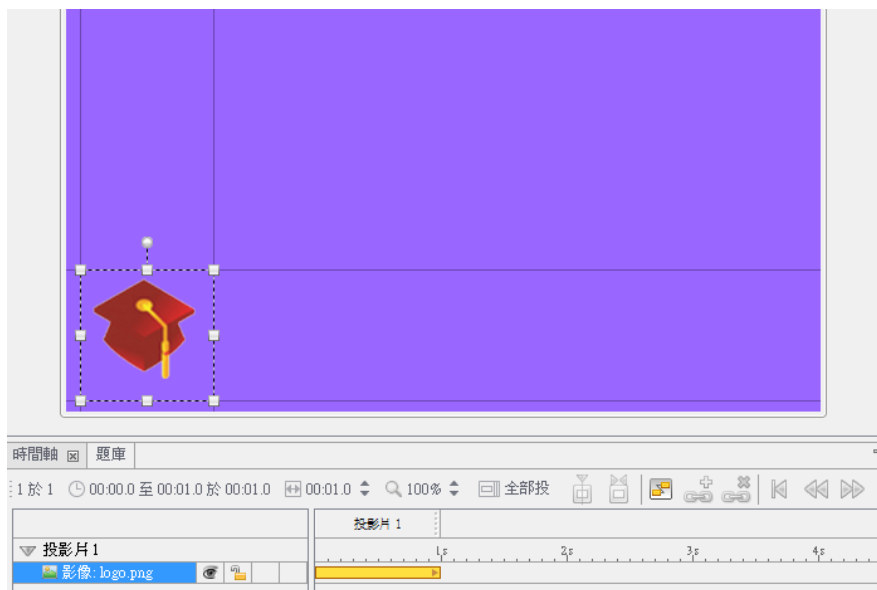 時間軸 題庫
1 於 1 00:00.0 至 00:01.0 於 00:01.0 00:01.0 100% 全部投
投影片 1
投影片 1 1s 2s 3s 4s
影像: logo.png